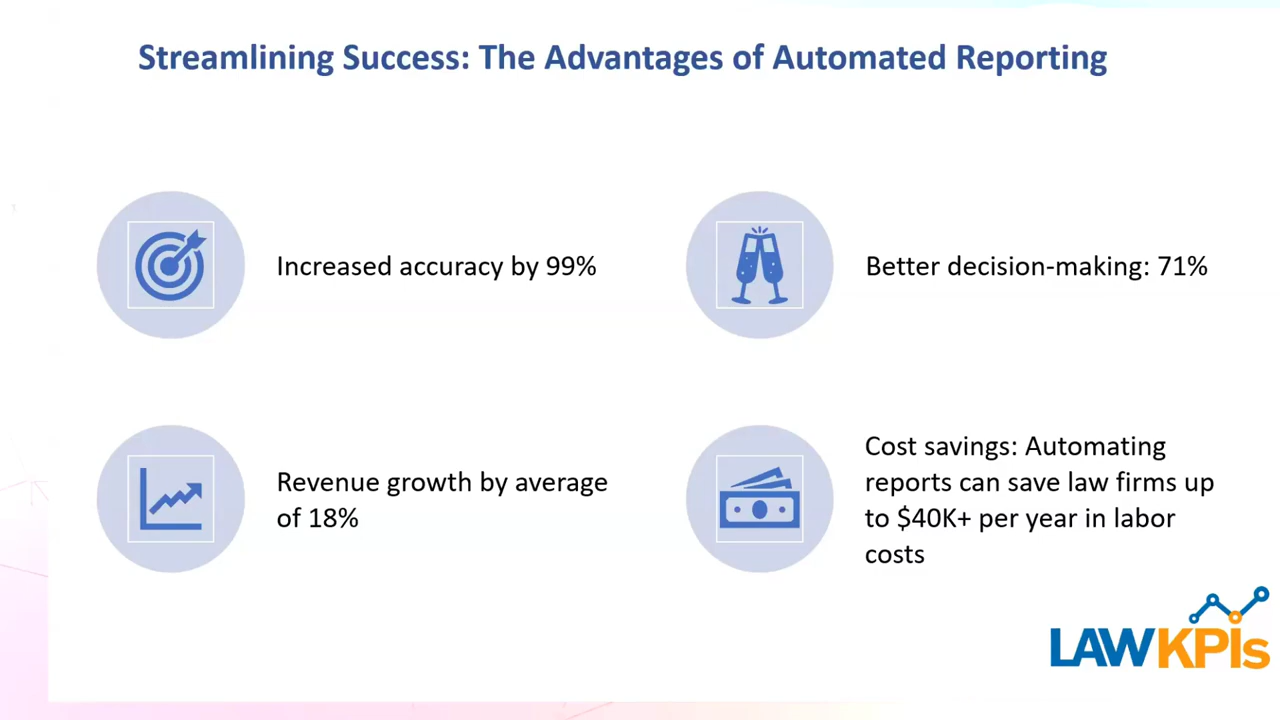 Streamlining Success: The Advantages of Automated Reporting
Increased accuracy by 99%
Better decision-making: 71%
Revenue growth by average
of 18%
Cost savings: Automating
reports can save law firms up
to $40K+ per year in labor
costs
LAWKPIs